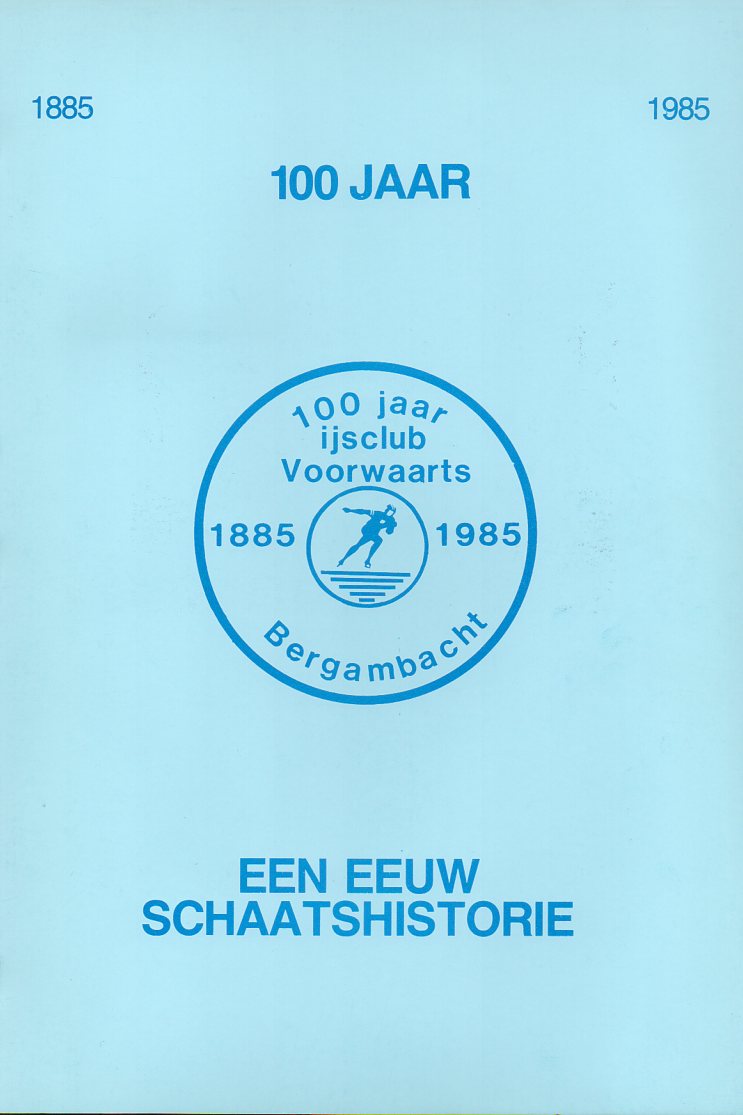 1885 1985
100 JAAR
100 jaar
ijsclub
Voorwaarts
1885 1985
Bergambacht
EEN EEUW
SCHAATSHISTORIE